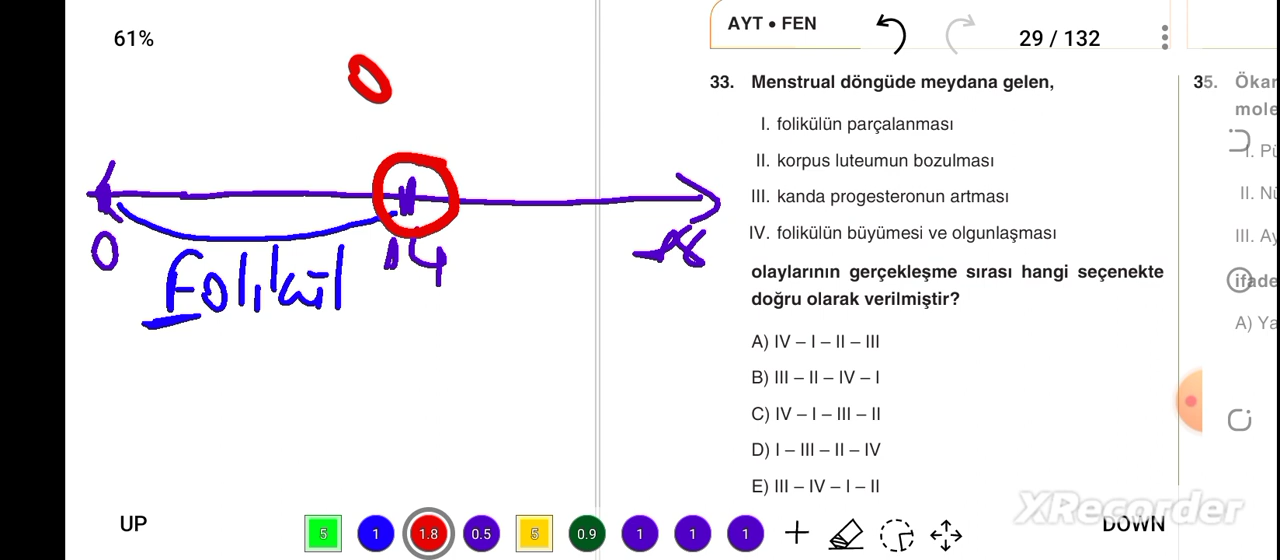 61%
AYT • FEN
29 / 132
33. Menstrual döngüde meydana gelen,
I. folikülün parçalanması
II. korpus luteumun bozulması
III. kanda progesteronun artması
IV. folikülün büyümesi ve olgunlaşması
olaylarının gerçekleşme sırası hangi seçenekte
doğru olarak verilmiştir?
A) IV – I – II – III
B) III – II – IV – I
C) IV – I – III – II
D) I – III – II – IV
E) III – IV – I – II
35. Ökar
mole
I. Pü
II. Nü
III. Ay
ifade
A) Ya
0
14
28
Folikül
XRecorder
UP
5
1
1.8
0.5
5
0.9
1
1
1
DOWN